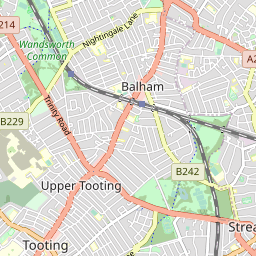 214
Nightingale Lane
Wandsworth
Common
A2
Balham
Trinity Road
B229
B242
Upper Tooting
Strea
Tooting